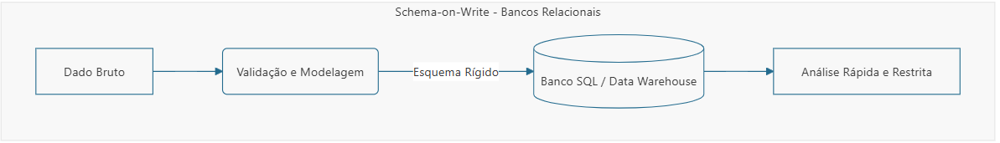 Schema-on-Write - Bancos Relacionais
Dado Bruto
Validação e Modelagem
Esquema Rígido
Banco SQL / Data Warehouse
Análise Rápida e Restrita